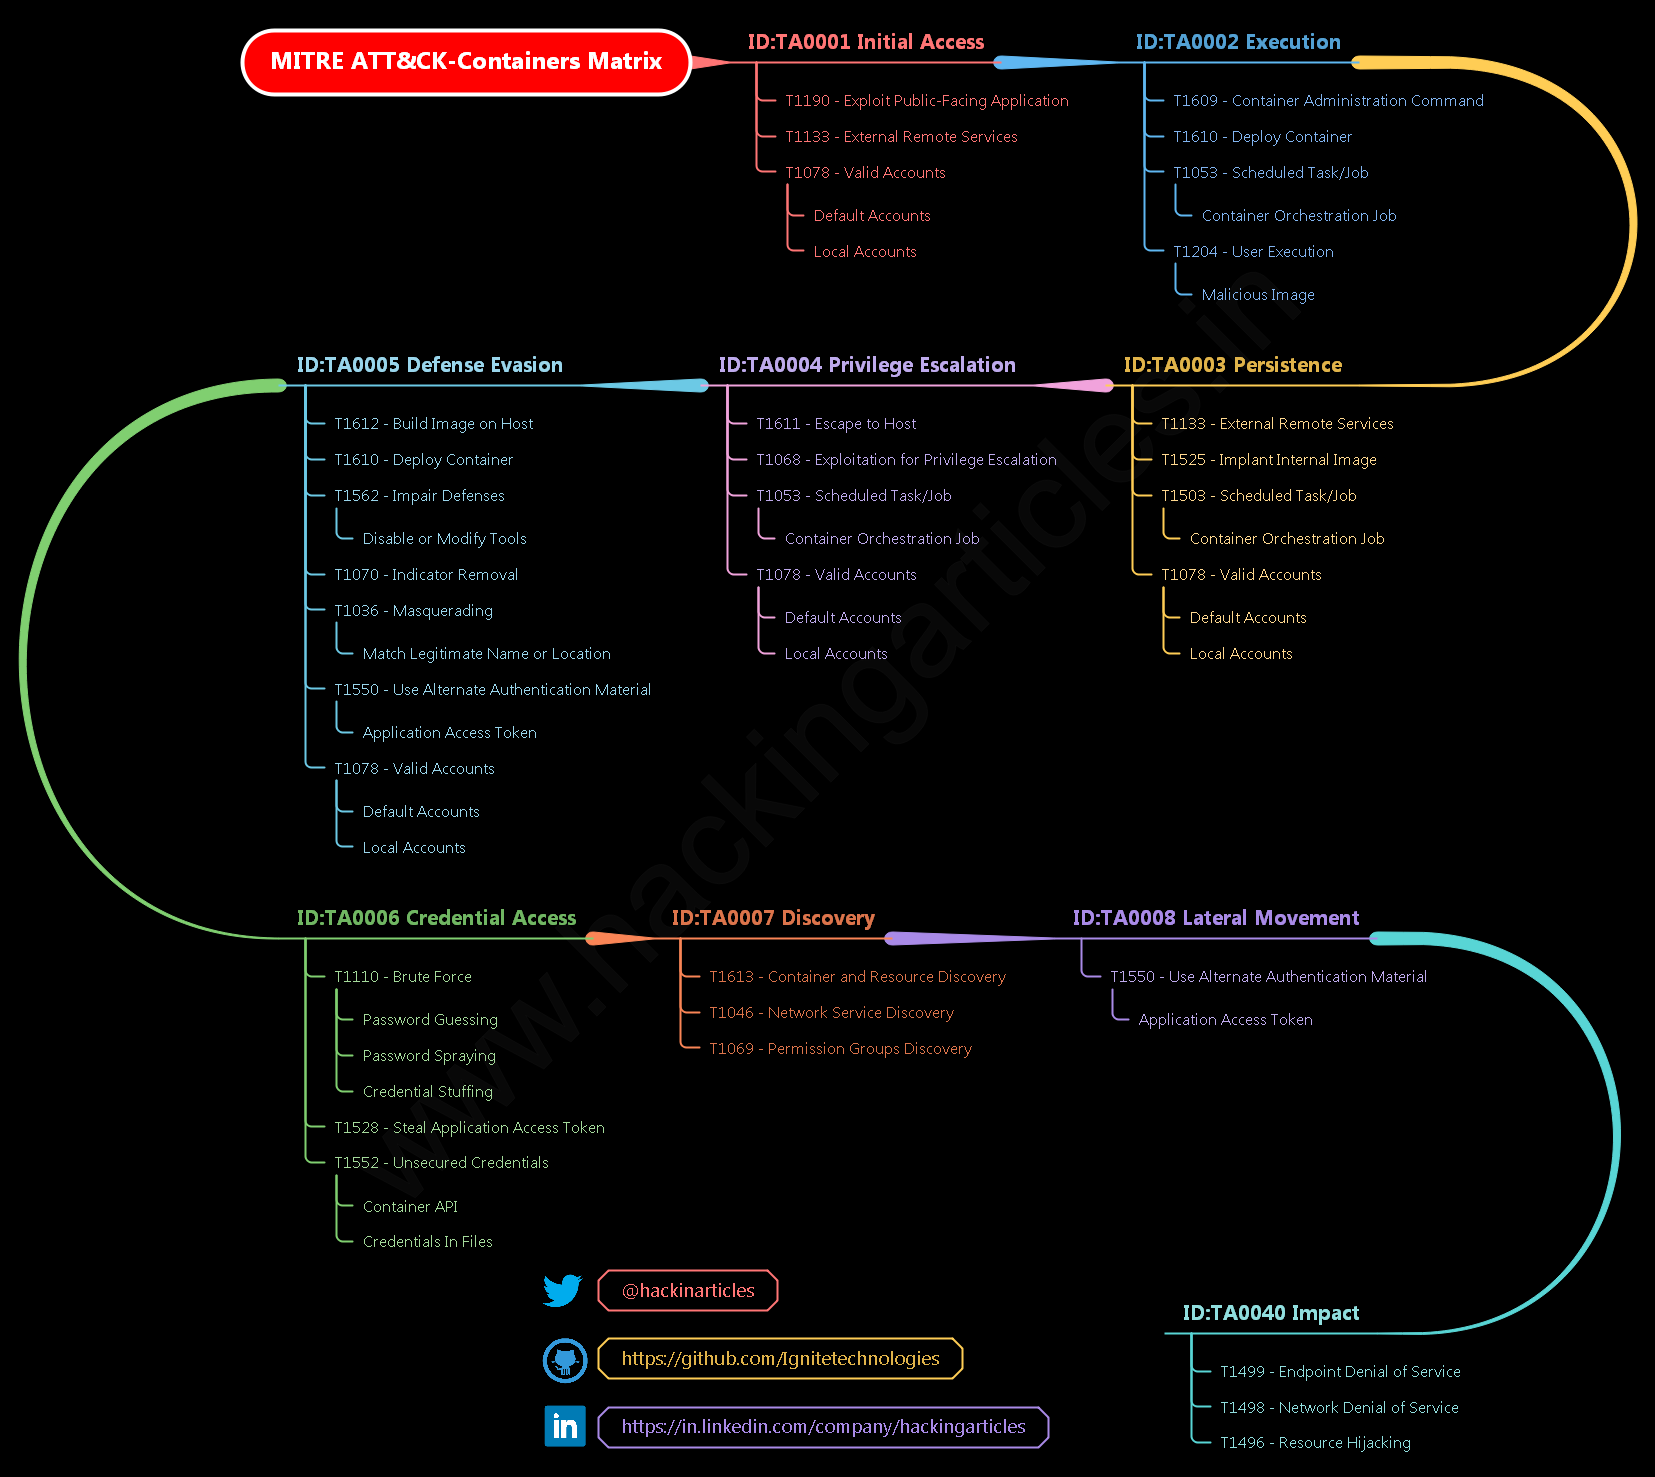 MITRE ATT&CK-Containers Matrix
ID:TA0001 Initial Access
T1190 - Exploit Public-Facing Application
T1133 - External Remote Services
T1078 - Valid Accounts
Default Accounts
Local Accounts
ID:TA0002 Execution
T1609 - Container Administration Command
T1610 - Deploy Container
T1053 - Scheduled Task/Job
Container Orchestration Job
T1204 - User Execution
Malicious Image
ID:TA0003 Persistence
T1133 - External Remote Services
T1525 - Implant Internal Image
T1503 - Scheduled Task/Job
Container Orchestration Job
T1078 - Valid Accounts
Default Accounts
Local Accounts
ID:TA0004 Privilege Escalation
T1611 - Escape to Host
T1068 - Exploitation for Privilege Escalation
T1053 - Scheduled Task/Job
Container Orchestration Job
T1078 - Valid Accounts
Default Accounts
Local Accounts
ID:TA0005 Defense Evasion
T1612 - Build Image on Host
T1610 - Deploy Container
T1562 - Impair Defenses
Disable or Modify Tools
T1070 - Indicator Removal
T1036 - Masquerading
Match Legitimate Name or Location
T1550 - Use Alternate Authentication Material
Application Access Token
T1078 - Valid Accounts
Default Accounts
Local Accounts
ID:TA0006 Credential Access
T1110 - Brute Force
Password Guessing
Password Spraying
Credential Stuffing
T1528 - Steal Application Access Token
T1552 - Unsecured Credentials
Container API
Credentials In Files
ID:TA0007 Discovery
T1613 - Container and Resource Discovery
T1046 - Network Service Discovery
T1069 - Permission Groups Discovery
ID:TA0008 Lateral Movement
T1550 - Use Alternate Authentication Material
Application Access Token
ID:TA0040 Impact
T1499 - Endpoint Denial of Service
T1498 - Network Denial of Service
T1496 - Resource Hijacking
@hackinarticles
https://github.com/Ignitetechnologies
in
https://in.linkedin.com/company/hackingarticles
www.hackingarticles.in